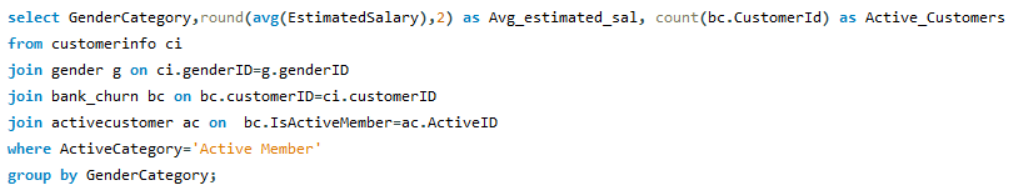 select GenderCategory,round(avg(EstimatedSalary),2) as Avg_estimated_sal, count(bc.CustomerId) as Active_Customers
from customerinfo ci
join gender g on ci.genderID=g.genderID
join bank_churn bc on bc.customerID=ci.customerID
join activecustomer ac on  bc.IsActiveMember=ac.ActiveID
where ActiveCategory='Active Member'
group by GenderCategory;